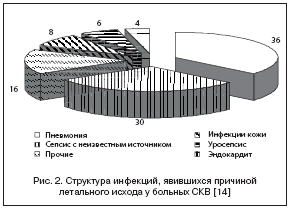 4
6
8
36
16
30
Пневмония
Инфекции кожи
Сепсис с неизвестным источником
Уросепсис
Прочие
Эндокардит
Рис. 2. Структура инфекций, явившихся причиной
летального исхода у больных СКВ [14]